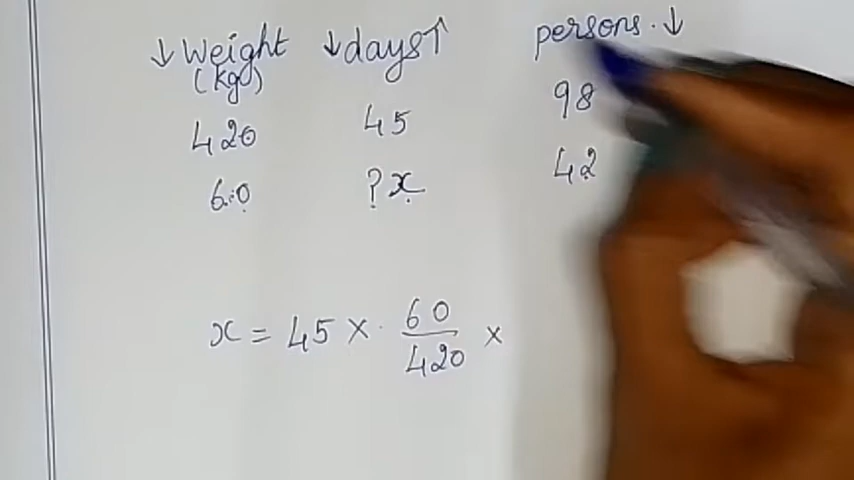 ↓ Weight ↓ days ↑ persons. ↓
(kg)
420 45 98
60 ? x 42
x = 45 × 60/420 ×